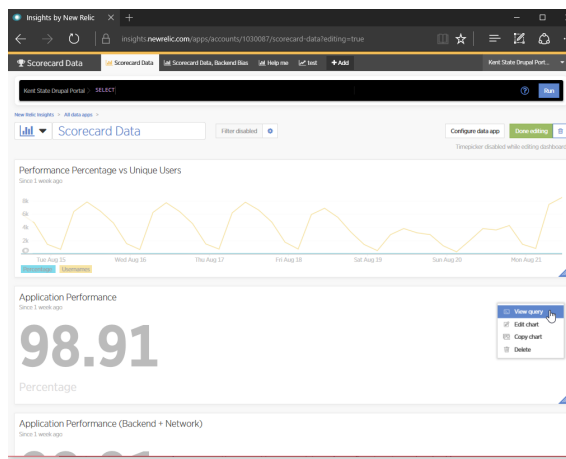 Insights by New Relic
insights.newrelic.com/apps/accounts/1030087/scorecard-data?editing=true
Scorecard Data
Scorecard Data
Scorecard Data, Backend Bias
Help me
test
+ Add
Kent State Drupal Port...
Kent State Drupal Portal > SELECT
Run
New Relic Insights > All data apps >
Scorecard Data
Filter disabled
Configure data app
Done editing
Timepicker disabled while editing dashboard
Performance Percentage vs Unique Users
Since 1 week ago
8k
6k
4k
2k
0
Tue Aug 15
Wed Aug 16
Thu Aug 17
Fri Aug 18
Sat Aug 19
Sun Aug 20
Mon Aug 21
Percentage
Usernames
Application Performance
Since 1 week ago
View query
Edit chart
Copy chart
Delete
98.91
Percentage
Application Performance (Backend + Network)
Since 1 week ago